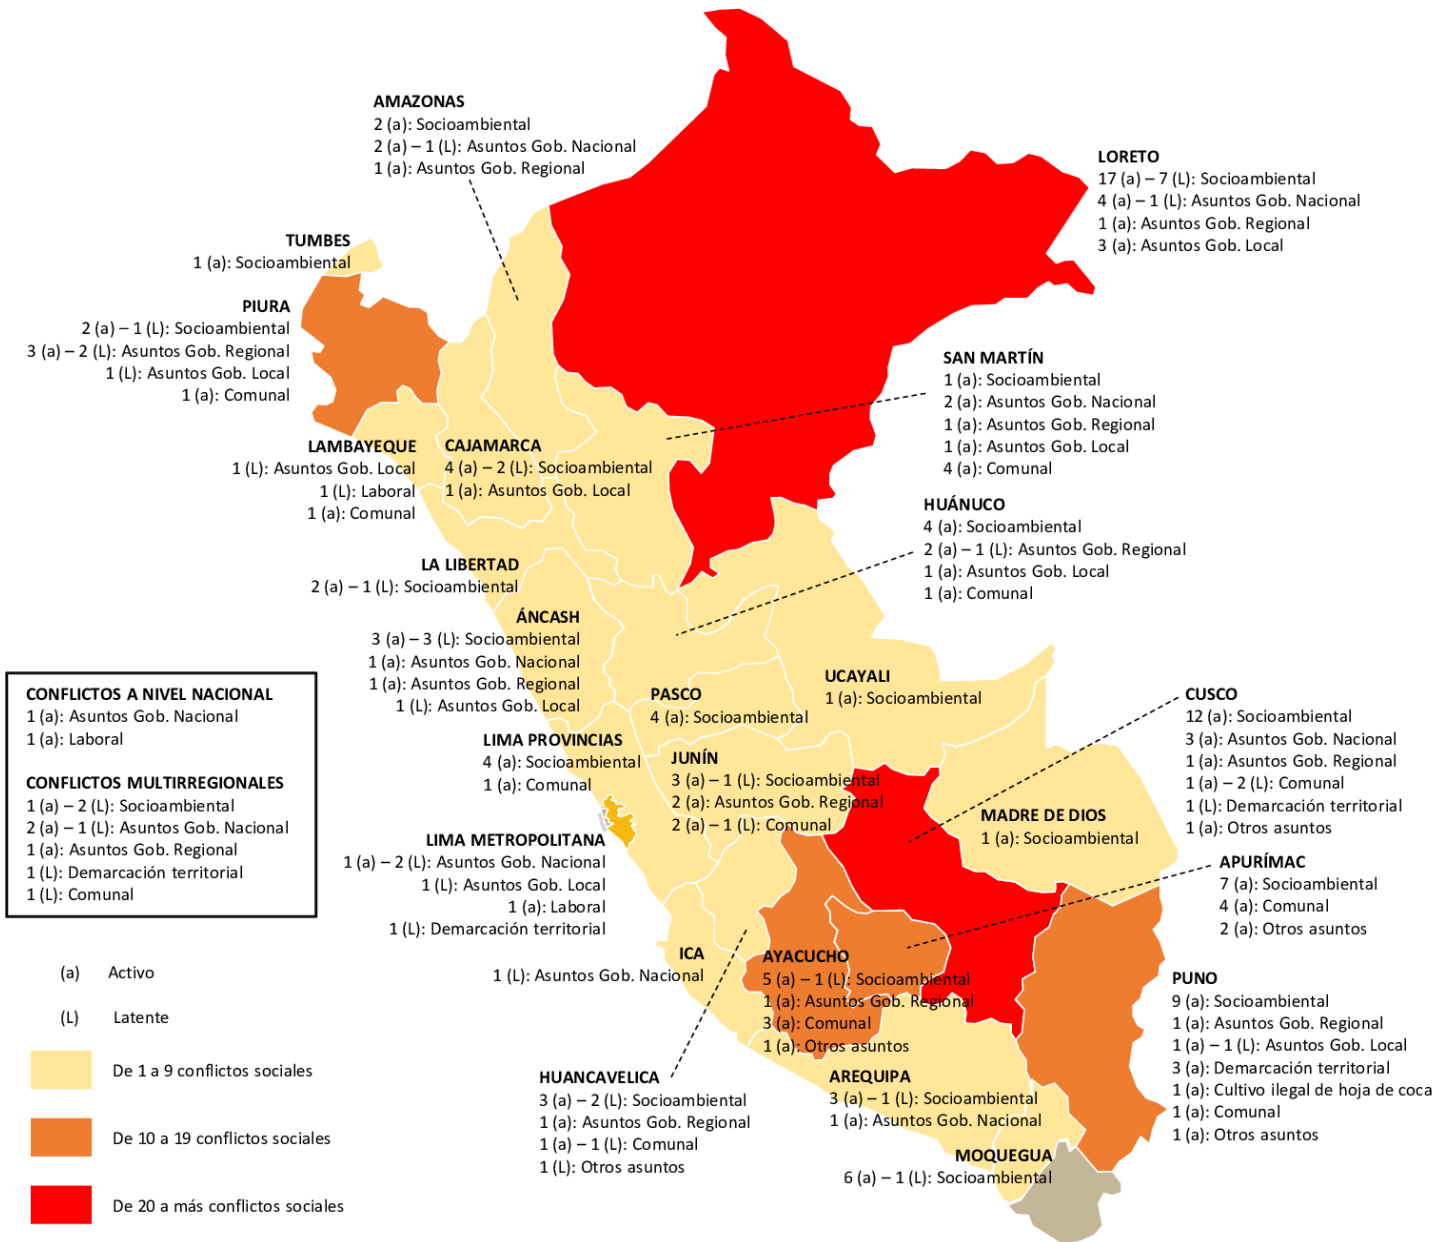 AMAZONAS
2 (a): Socioambiental
2 (a) – 1 (L): Asuntos Gob. Nacional
1 (a): Asuntos Gob. Regional
LORETO
17 (a) – 7 (L): Socioambiental
4 (a) – 1 (L): Asuntos Gob. Nacional
1 (a): Asuntos Gob. Regional
3 (a): Asuntos Gob. Local
TUMBES
1 (a): Socioambiental
PIURA
2 (a) – 1 (L): Socioambiental
3 (a) – 2 (L): Asuntos Gob. Regional
1 (L): Asuntos Gob. Local
1 (a): Comunal
SAN MARTÍN
1 (a): Socioambiental
2 (a): Asuntos Gob. Nacional
1 (a): Asuntos Gob. Regional
1 (a): Asuntos Gob. Local
4 (a): Comunal
LAMBAYEQUE
1 (L): Asuntos Gob. Local
1 (L): Laboral
1 (a): Comunal
CAJAMARCA
4 (a) – 2 (L): Socioambiental
1 (a): Asuntos Gob. Local
HUÁNUCO
4 (a): Socioambiental
2 (a) – 1 (L): Asuntos Gob. Regional
1 (a): Asuntos Gob. Local
1 (a): Comunal
LA LIBERTAD
2 (a) – 1 (L): Socioambiental
ÁNCASH
3 (a) – 3 (L): Socioambiental
1 (a): Asuntos Gob. Nacional
1 (a): Asuntos Gob. Regional
1 (L): Asuntos Gob. Local
PASCO
4 (a): Socioambiental
UCAYALI
1 (a): Socioambiental
CUSCO
12 (a): Socioambiental
3 (a): Asuntos Gob. Nacional
1 (a): Asuntos Gob. Regional
1 (a) – 2 (L): Comunal
1 (L): Demarcación territorial
1 (a): Otros asuntos
LIMA PROVINCIAS
4 (a): Socioambiental
1 (a): Comunal
JUNÍN
3 (a) – 1 (L): Socioambiental
2 (a): Asuntos Gob. Regional
2 (a) – 1 (L): Comunal
MADRE DE DIOS
1 (a): Socioambiental
LIMA METROPOLITANA
1 (a) – 2 (L): Asuntos Gob. Nacional
1 (L): Asuntos Gob. Local
1 (a): Laboral
1 (L): Demarcación territorial
APURÍMAC
7 (a): Socioambiental
4 (a): Comunal
2 (a): Otros asuntos
ICA
1 (L): Asuntos Gob. Nacional
AYACUCHO
5 (a) – 1 (L): Socioambiental
1 (a): Asuntos Gob. Regional
3 (a): Comunal
1 (a): Otros asuntos
PUNO
9 (a): Socioambiental
1 (a): Asuntos Gob. Regional
1 (a) – 1 (L): Asuntos Gob. Local
3 (a): Demarcación territorial
1 (a): Cultivo ilegal de hoja de coca
1 (a): Comunal
1 (a): Otros asuntos
HUANCAVELICA
3 (a) – 2 (L): Socioambiental
1 (a): Asuntos Gob. Regional
1 (a) – 1 (L): Comunal
1 (L): Otros asuntos
AREQUIPA
3 (a) – 1 (L): Socioambiental
1 (a): Asuntos Gob. Nacional
MOQUEGUA
6 (a) – 1 (L): Socioambiental
CONFLICTOS A NIVEL NACIONAL
1 (a): Asuntos Gob. Nacional
1 (a): Laboral
CONFLICTOS MULTIRREGIONALES
1 (a) – 2 (L): Socioambiental
2 (a) – 1 (L): Asuntos Gob. Nacional
1 (a): Asuntos Gob. Regional
1 (L): Demarcación territorial
1 (L): Comunal
(a) Activo
(L) Latente
De 1 a 9 conflictos sociales
De 10 a 19 conflictos sociales
De 20 a más conflictos sociales